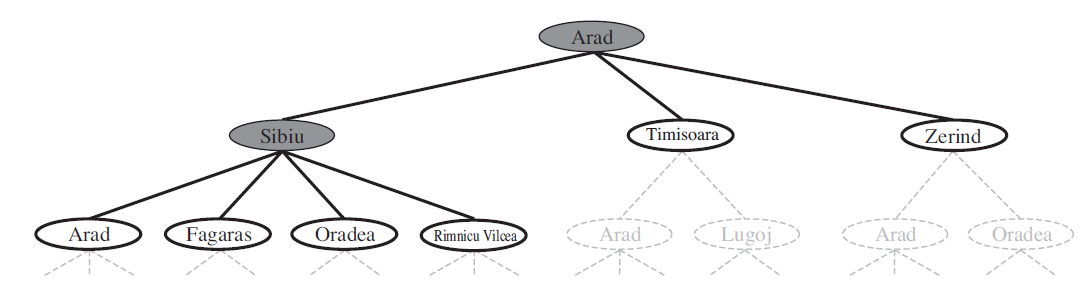 Arad
Sibiu
Timisoara
Zerind
Arad
Fagaras
Oradea
Rimnicu Vilcea
Arad
Lugoj
Arad
Oradea